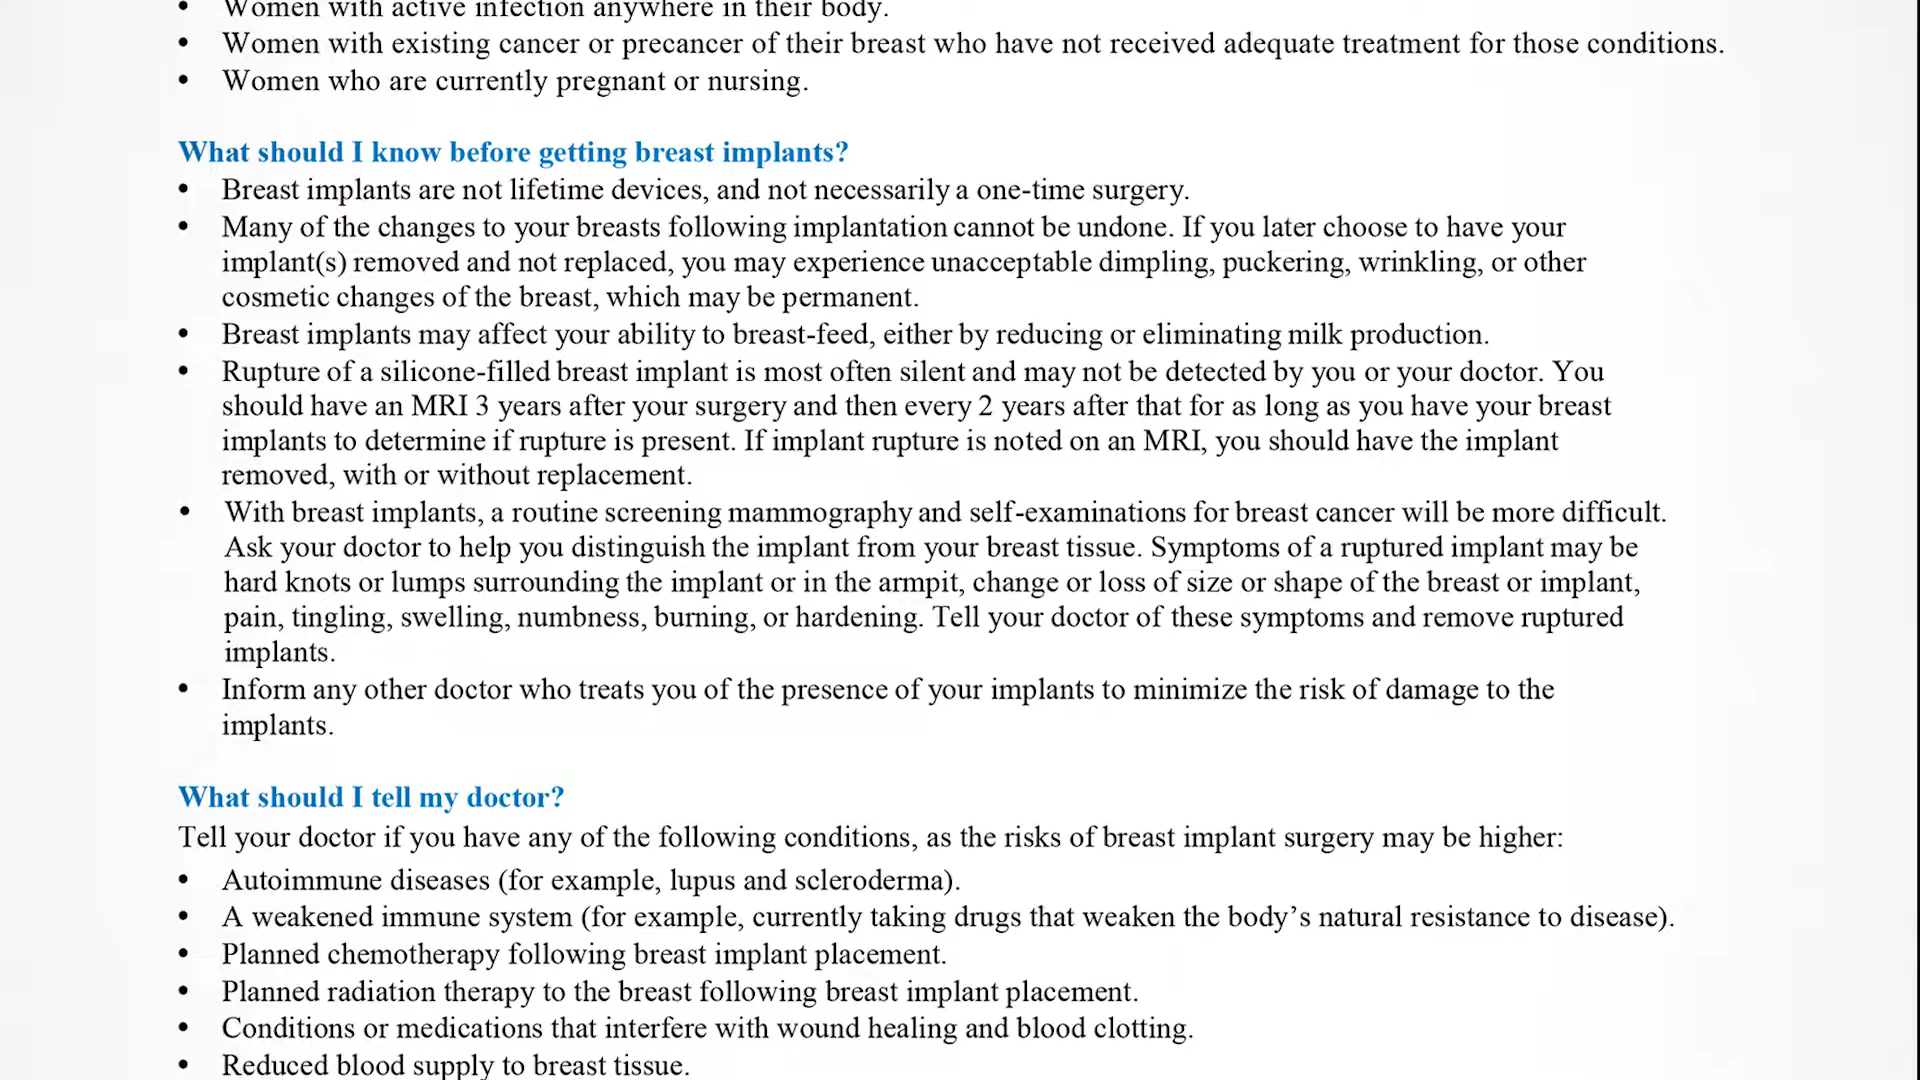 • Women with active infection anywhere in their body.
• Women with existing cancer or precancer of their breast who have not received adequate treatment for those conditions.
• Women who are currently pregnant or nursing.
What should I know before getting breast implants?
• Breast implants are not lifetime devices, and not necessarily a one-time surgery.
• Many of the changes to your breasts following implantation cannot be undone. If you later choose to have your
implant(s) removed and not replaced, you may experience unacceptable dimpling, puckering, wrinkling, or other
cosmetic changes of the breast, which may be permanent.
• Breast implants may affect your ability to breast-feed, either by reducing or eliminating milk production.
• Rupture of a silicone-filled breast implant is most often silent and may not be detected by you or your doctor. You
should have an MRI 3 years after your surgery and then every 2 years after that for as long as you have your breast
implants to determine if rupture is present. If implant rupture is noted on an MRI, you should have the implant
removed, with or without replacement.
• With breast implants, a routine screening mammography and self-examinations for breast cancer will be more difficult.
Ask your doctor to help you distinguish the implant from your breast tissue. Symptoms of a ruptured implant may be
hard knots or lumps surrounding the implant or in the armpit, change or loss of size or shape of the breast or implant,
pain, tingling, swelling, numbness, burning, or hardening. Tell your doctor of these symptoms and remove ruptured
implants.
• Inform any other doctor who treats you of the presence of your implants to minimize the risk of damage to the
implants.
What should I tell my doctor?
Tell your doctor if you have any of the following conditions, as the risks of breast implant surgery may be higher:
• Autoimmune diseases (for example, lupus and scleroderma).
• A weakened immune system (for example, currently taking drugs that weaken the body’s natural resistance to disease).
• Planned chemotherapy following breast implant placement.
• Planned radiation therapy to the breast following breast implant placement.
• Conditions or medications that interfere with wound healing and blood clotting.
• Reduced blood supply to breast tissue.